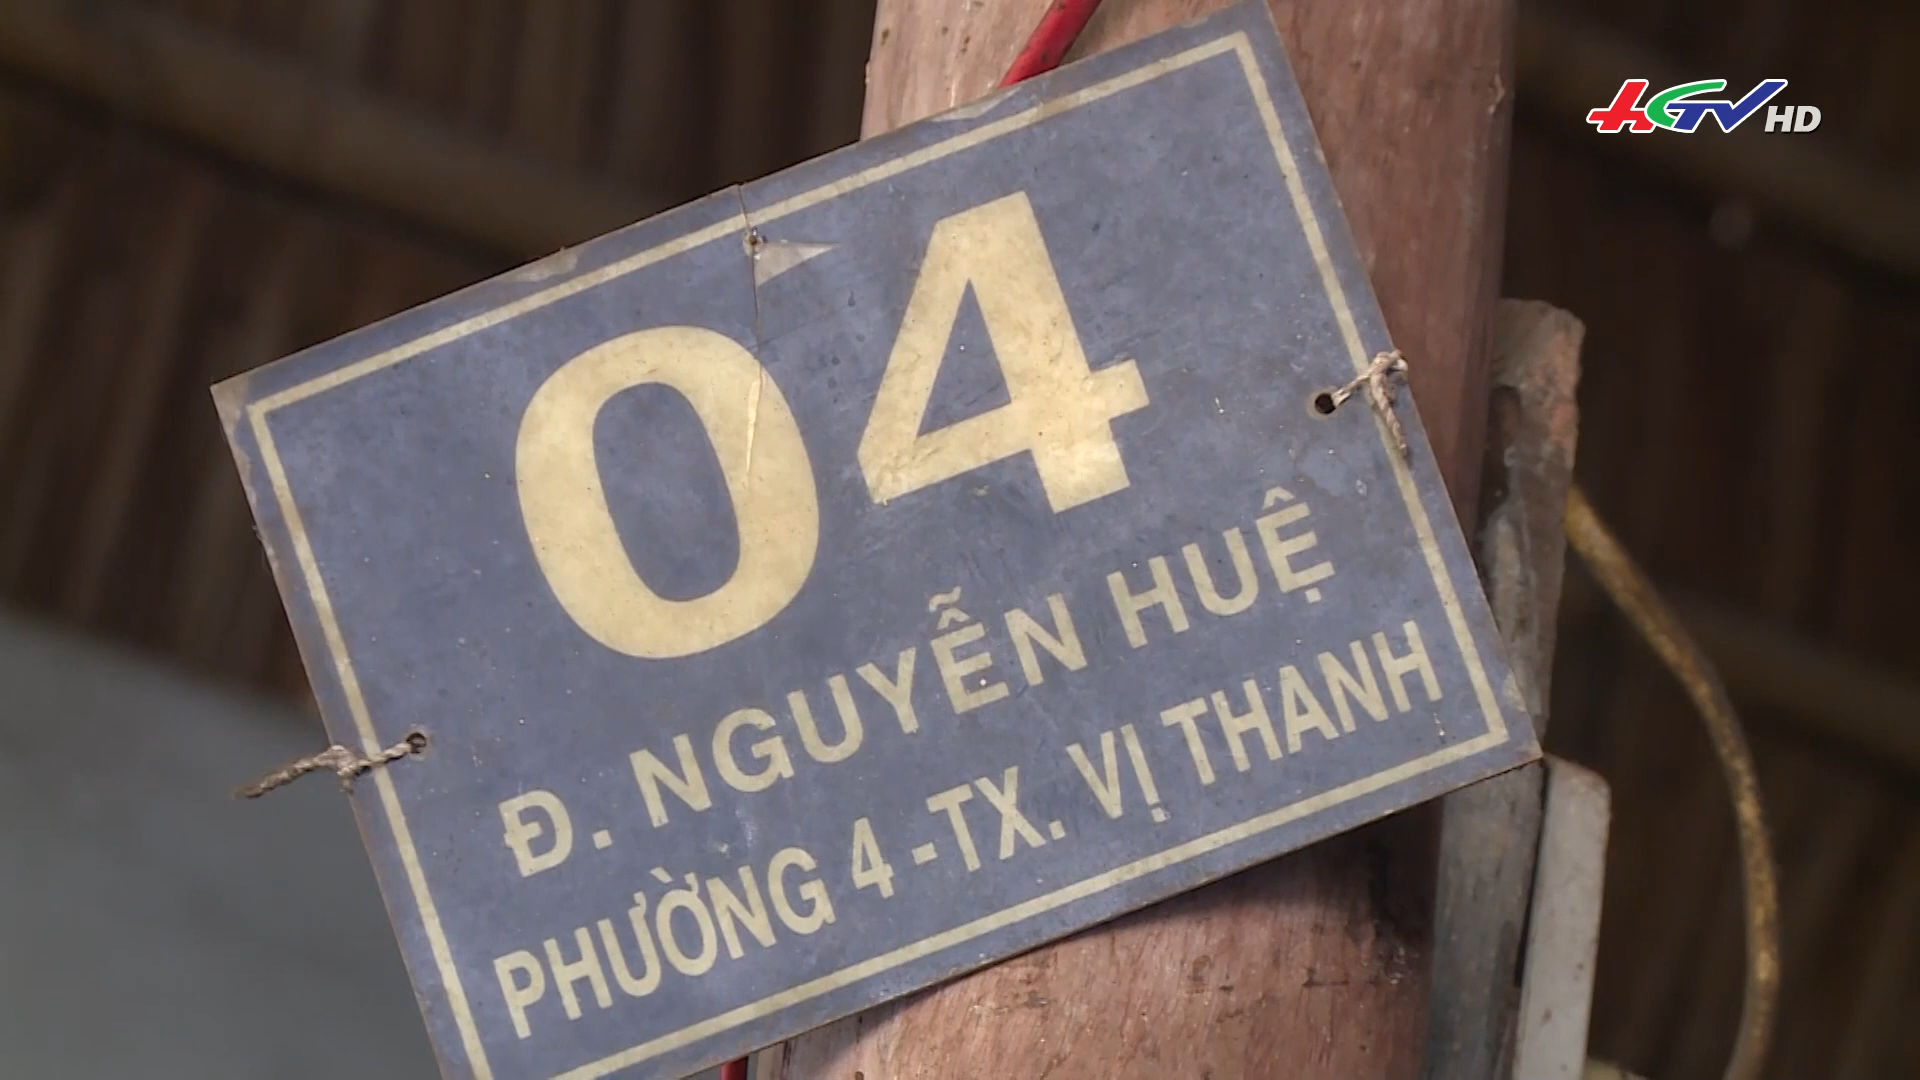 HGTV HD
04
Đ. NGUYỄN HUỆ
PHƯỜNG 4 - TX. VỊ THANH